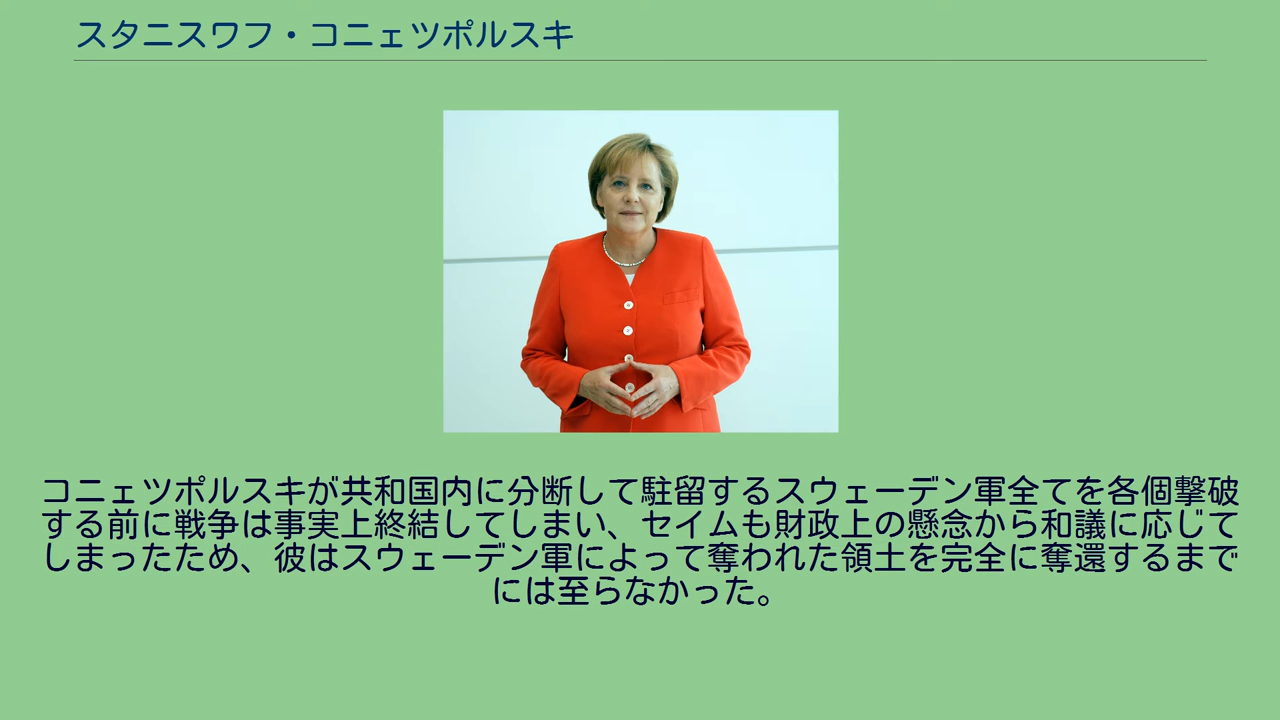 スタニスワフ・コニェツポルスキ
コニェツポルスキが共和国内に分断して駐留するスウェーデン軍全てを各個撃破
する前に戦争は事実上終結してしまい、セイムも財政上の懸念から和議に応じて
しまったため、彼はスウェーデン軍によって奪われた領土を完全に奪還するまで
には至らなかった。